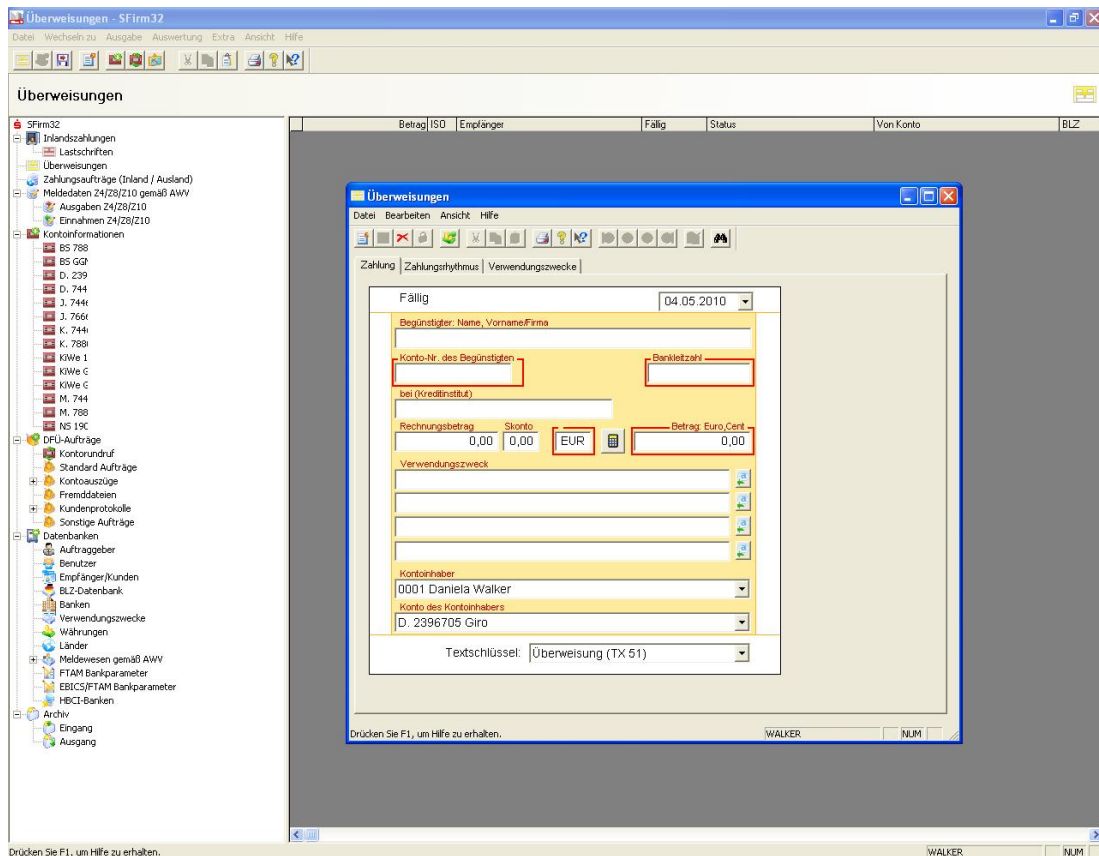 Überweisungen - SFirm32
Datei Wechseln zu Ausgabe Auswertung Extra Ansicht Hilfe
Überweisungen
SFirm32
Inlandszahlungen
Lastschriften
Überweisungen
Zahlungsaufträge (Inland / Ausland)
Meldedaten Z4/Z8/Z10 gemäß AWV
Ausgaben Z4/Z8/Z10
Einnahmen Z4/Z8/Z10
Kontoinformationen
BS 788
BS GGM
D. 239
D. 744
J. 744
J. 766
K. 744
K. 788
KiWe 1
KiWe G
KiWe G
M. 744
M. 788
NS 190
DFÜ-Aufträge
Kontorundruf
Standard Aufträge
Kontoauszüge
Fremddateien
Kundenprotokolle
Sonstige Aufträge
Datenbanken
Auftraggeber
Benutzer
Empfänger/Kunden
BLZ-Datenbank
Banken
Verwendungszwecke
Währungen
Länder
Meldewesen gemäß AWV
FTAM Bankparameter
EBICS/FTAM Bankparameter
HBCI-Banken
Archiv
Eingang
Ausgang
Betrag ISO Empfänger Fällig Status Von Konto BLZ
Überweisungen
Datei Bearbeiten Ansicht Hilfe
Zahlung Zahlungsrhythmus Verwendungszwecke
Fällig 04.05.2010
Begünstigter: Name, Vorname/Firma
Konto-Nr. des Begünstigten Bankleitzahl
bei (Kreditinstitut)
Rechnungsbetrag Skonto Betrag: Euro,Cent
0,00 0,00 EUR 0,00
Verwendungszweck
Kontoinhaber
0001 Daniela Walker
Konto des Kontoinhabers
D. 2396705 Giro
Textschlüssel: Überweisung (TX 51)
Drücken Sie F1, um Hilfe zu erhalten. WALKER NUM
Drücken Sie F1, um Hilfe zu erhalten. WALKER NUM